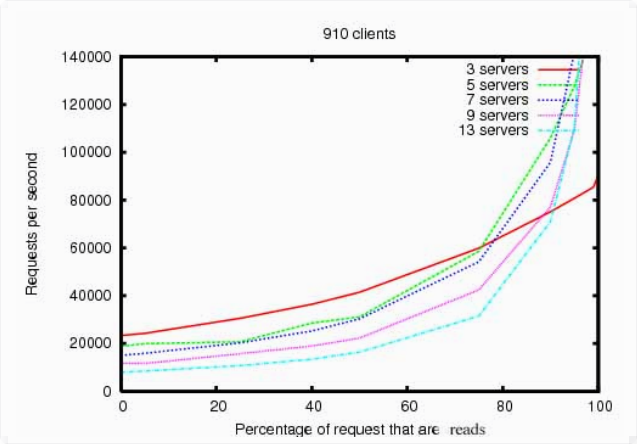 910 clients
140000
120000
100000
80000
60000
40000
20000
0
Requests per second
3 servers
5 servers
7 servers
9 servers
13 servers
0 20 40 60 80 100
Percentage of request that are reads